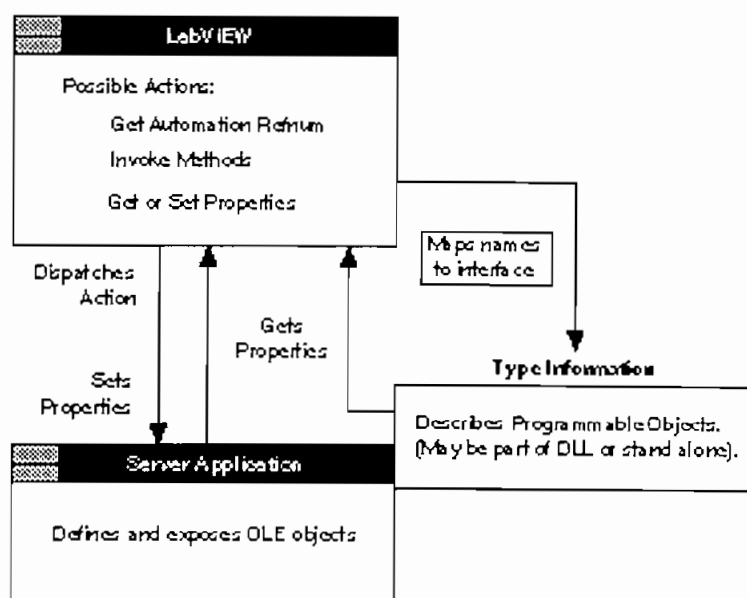 LabVIEW
Possible Actions:
Get Automation Refnum
Invoke Methods
Get or Set Properties
Dispatches
Action
Maps names
to interface
Gets
Properties
Sets
Properties
Type Information
Describes Programmable Objects.
(May be part of DLL or stand alone).
Server Application
Defines and exposes OLE objects